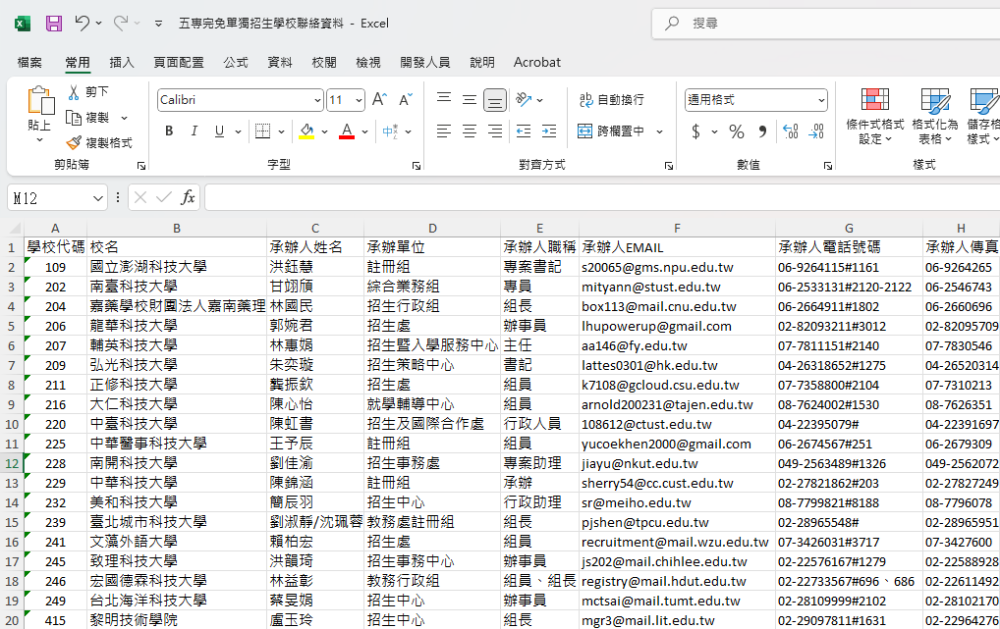 五專完免單獨招生學校聯絡資料 - Excel
搜尋
檔案 常用 插入 頁面配置 公式 資料 校閱 檢視 開發人員 說明 Acrobat
貼上 剪下 複製 複製格式 剪貼簿
Calibri 11 A A B I U A 中 字型
ab 自動換行 跨欄置中 對齊方式
通用格式 $ % 9 .00 .00 數值
條件式格式設定 格式化為表格 儲存格樣式 樣式
M12 fx
A B C D E F G H
1 學校代碼 校名 承辦人姓名 承辦單位 承辦人職稱 承辦人EMAIL 承辦人電話號碼 承辦人傳真
2 109 國立澎湖科技大學 洪鈺慧 註冊組 專案書記 s20065@gms.npu.edu.tw 06-9264115#1161 06-9264265
3 202 南臺科技大學 甘翊頎 綜合業務組 專員 mityann@stust.edu.tw 06-2533131#2120-2122 06-2546743
4 204 嘉藥學校財團法人嘉南藥理 林國民 招生行政組 組長 box113@mail.cnu.edu.tw 06-2664911#1802 06-2660696
5 206 龍華科技大學 郭婉君 招生處 辦事員 lhupowerup@gmail.com 02-82093211#3012 02-82095709
6 207 輔英科技大學 林惠娟 招生暨入學服務中心 主任 aa146@fy.edu.tw 07-7811151#2140 07-7830546
7 209 弘光科技大學 朱奕璇 招生策略中心 書記 lattes0301@hk.edu.tw 04-26318652#1275 04-26520314
8 211 正修科技大學 龔振欽 招生處 組員 k7108@gcloud.csu.edu.tw 07-7358800#2104 07-7310213
9 216 大仁科技大學 陳心怡 就學輔導中心 組員 arnold200231@tajen.edu.tw 08-7624002#1530 08-7626351
10 220 中臺科技大學 陳虹書 招生及國際合作處 行政人員 108612@ctust.edu.tw 04-22395079# 04-22391697
11 225 中華醫事科技大學 王予辰 註冊組 組員 yucoekhen2000@gmail.com 06-2674567#251 06-2679309
12 228 南開科技大學 劉佳渝 招生事務處 專案助理 jiayu@nkut.edu.tw 049-2563489#1326 049-2562072
13 229 中華科技大學 陳錦涵 註冊組 承辦 sherry54@cc.cust.edu.tw 02-27821862#203 02-27827249
14 232 美和科技大學 簡辰羽 招生中心 行政助理 sr@meiho.edu.tw 08-7799821#8188 08-7796078
15 239 臺北城市科技大學 劉淑靜/沈珮蓉 教務處註冊組 組長 pjshen@tpcu.edu.tw 02-28965548# 02-28965951
16 241 文藻外語大學 賴柏宏 招生處 組員 recruitment@mail.wzu.edu.tw 07-3426031#3717 07-3427600
17 245 致理科技大學 洪韻琦 招生事務中心 辦事員 js202@mail.chihlee.edu.tw 02-22576167#1279 02-22588928
18 246 宏國德霖科技大學 林益彰 教務行政組 組員、組長 register@mail.hdut.edu.tw 02-22733567#696、686 02-22611492
19 249 台北海洋科技大學 蔡旻娟 招生中心 辦事員 mctsai@mail.tumt.edu.tw 02-28109999#2102 02-28102170
20 415 黎明技術學院 盧玉玲 招生中心 組長 mgr3@mail.lit.edu.tw 02-29097811#1631 02-22964276